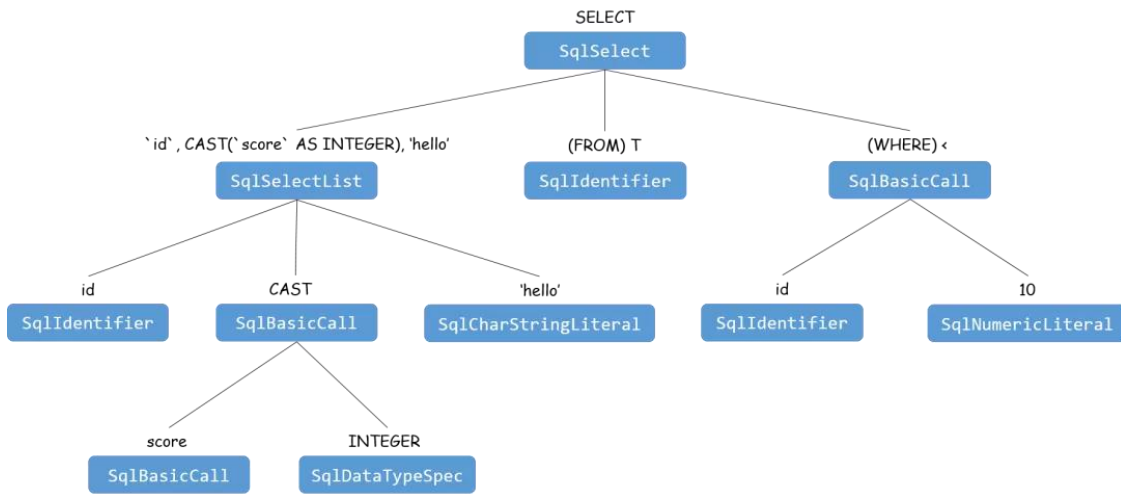 SELECT
SqlSelect
`id`, CAST(`score` AS INTEGER), 'hello'
(FROM) T
(WHERE) <
SqlSelectList
SqlIdentifier
SqlBasicCall
id
CAST
'hello'
id
10
SqlIdentifier
SqlBasicCall
SqlCharStringLiteral
SqlIdentifier
SqlNumericLiteral
score
INTEGER
SqlBasicCall
SqlDataTypeSpec